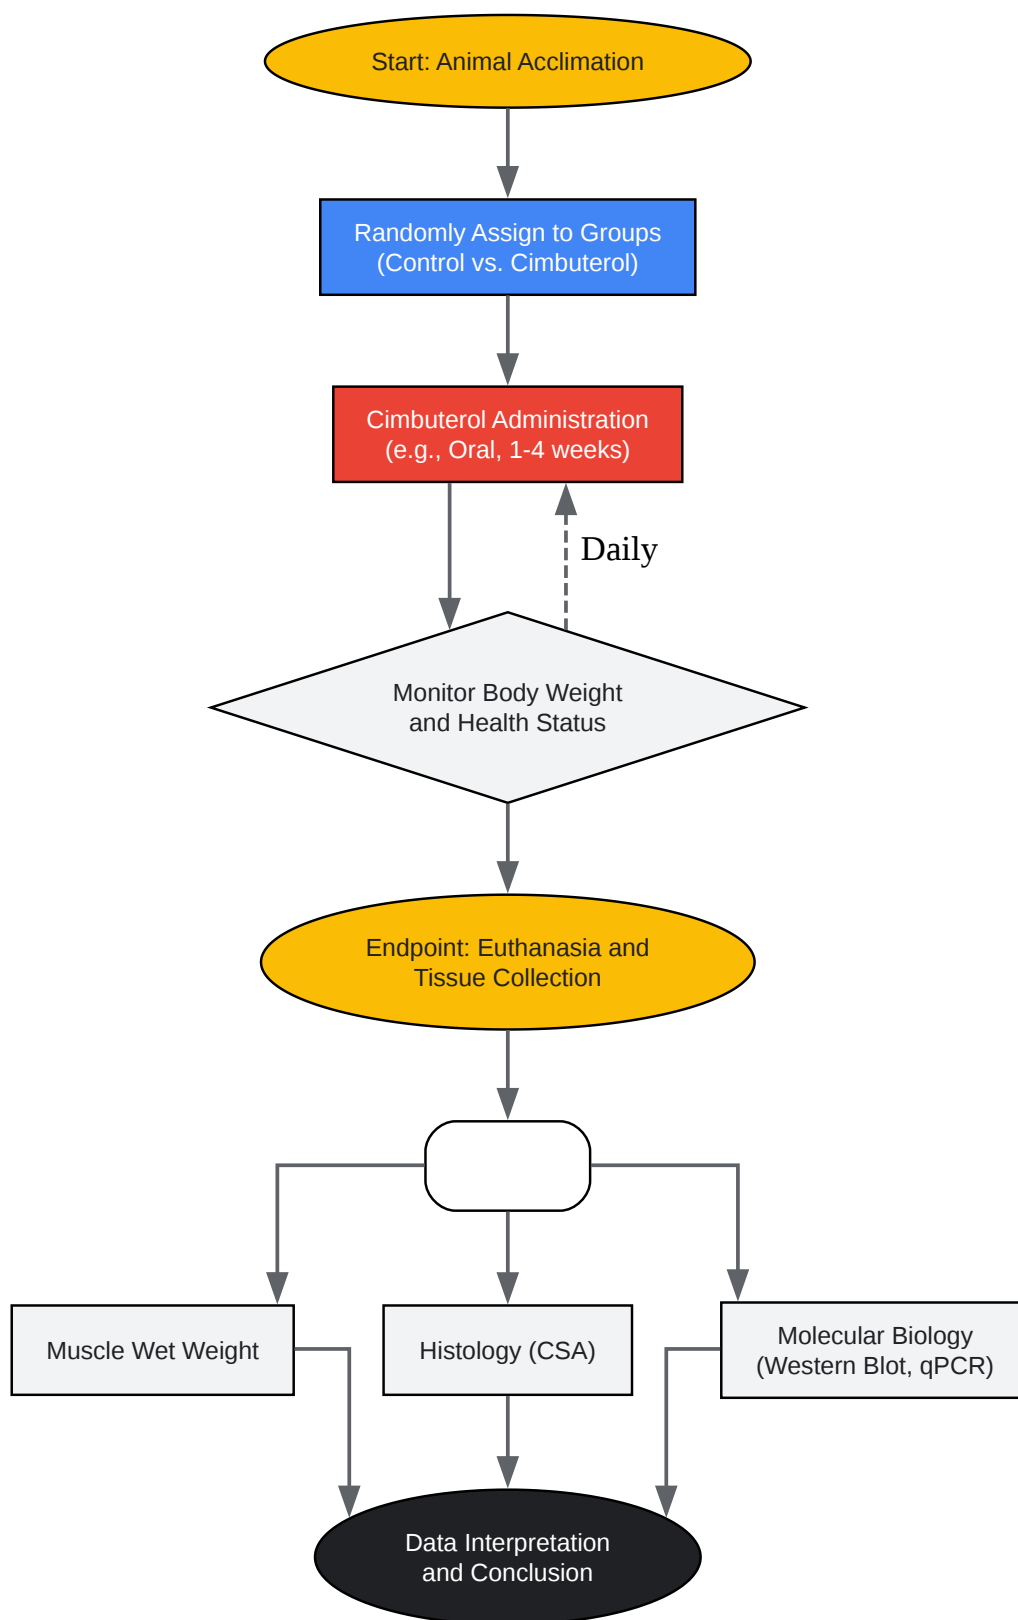 Start: Animal Acclimation
Randomly Assign to Groups
(Control vs. Cimbuterol)
Cimbuterol Administration
(e.g., Oral, 1-4 weeks)
Daily
Monitor Body Weight
and Health Status
Endpoint: Euthanasia and
Tissue Collection
Muscle Wet Weight
Histology (CSA)
Molecular Biology
(Western Blot, qPCR)
Data Interpretation
and Conclusion